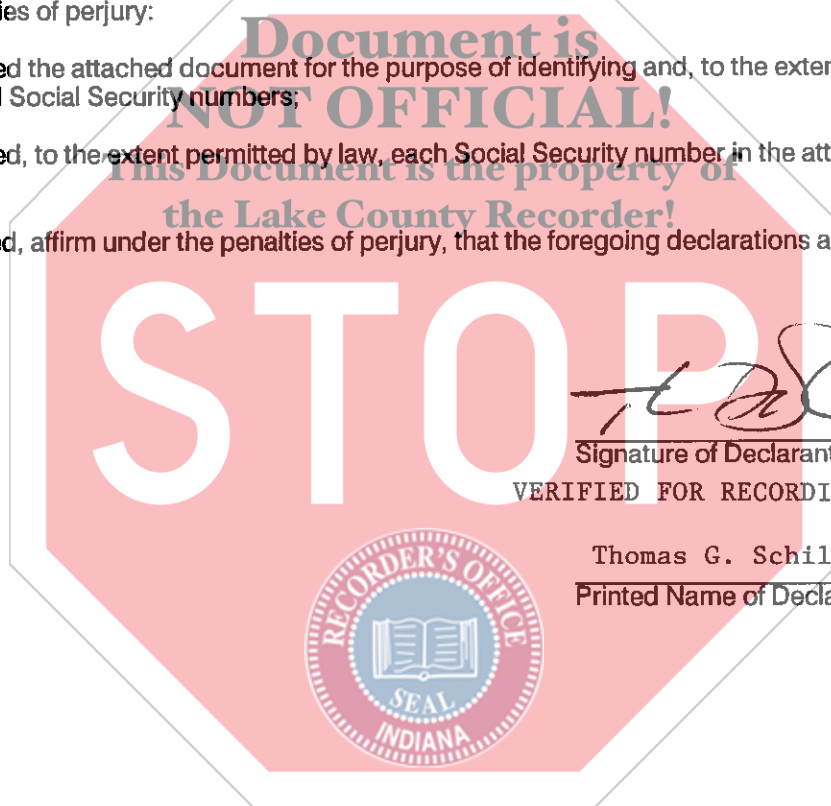 ies of perjury:
Document is
ed the attached document for the purpose of identifying and, to the exten
NOT OFFICIAL!
l Social Security numbers;
ed, to the extent permitted by law, each Social Security number in the att
This Document is the property of
the Lake County Recorder!
d, affirm under the penalties of perjury, that the foregoing declarations a
STOP
Signature of Declarant
VERIFIED FOR RECORDI
Thomas G. Schil
Printed Name of Decla
RECORDER'S OFFICE
SEAL
INDIANA